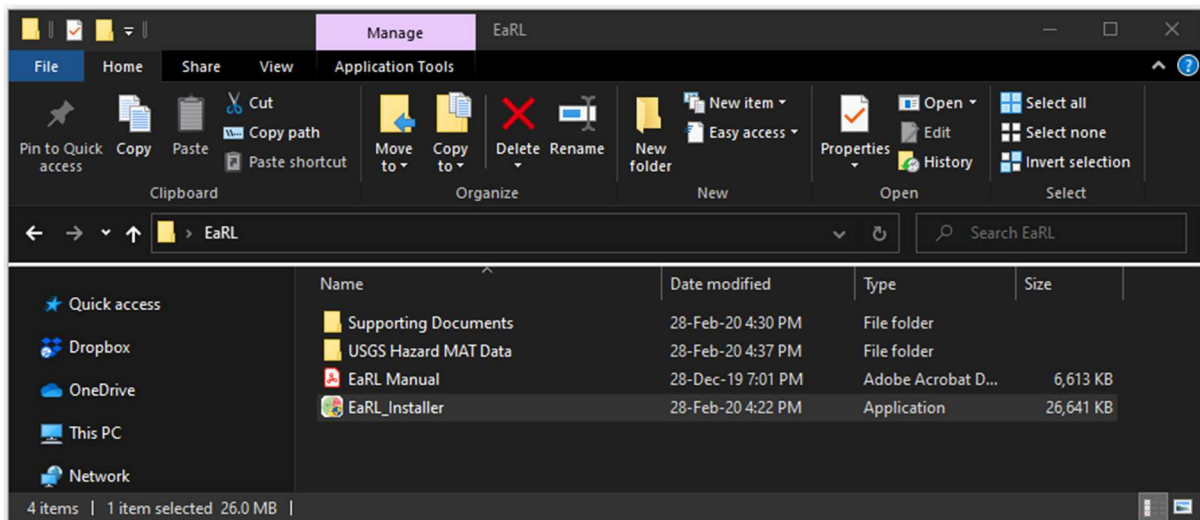 Manage EaRL
File Home Share View Application Tools
Pin to Quick access
Copy
Paste
Cut
Copy path
Paste shortcut
Clipboard
Move to
Copy to
Delete
Rename
Organize
New folder
New item
Easy access
New
Properties
Open
Edit
History
Open
Select all
Select none
Invert selection
Select
EaRL
Search EaRL
Name Date modified Type Size
Quick access
Dropbox
OneDrive
This PC
Network
Supporting Documents 28-Feb-20 4:30 PM File folder
USGS Hazard MAT Data 28-Feb-20 4:37 PM File folder
EaRL Manual 28-Dec-19 7:01 PM Adobe Acrobat D... 6,613 KB
EaRL_Installer 28-Feb-20 4:22 PM Application 26,641 KB
4 items | 1 item selected 26.0 MB |